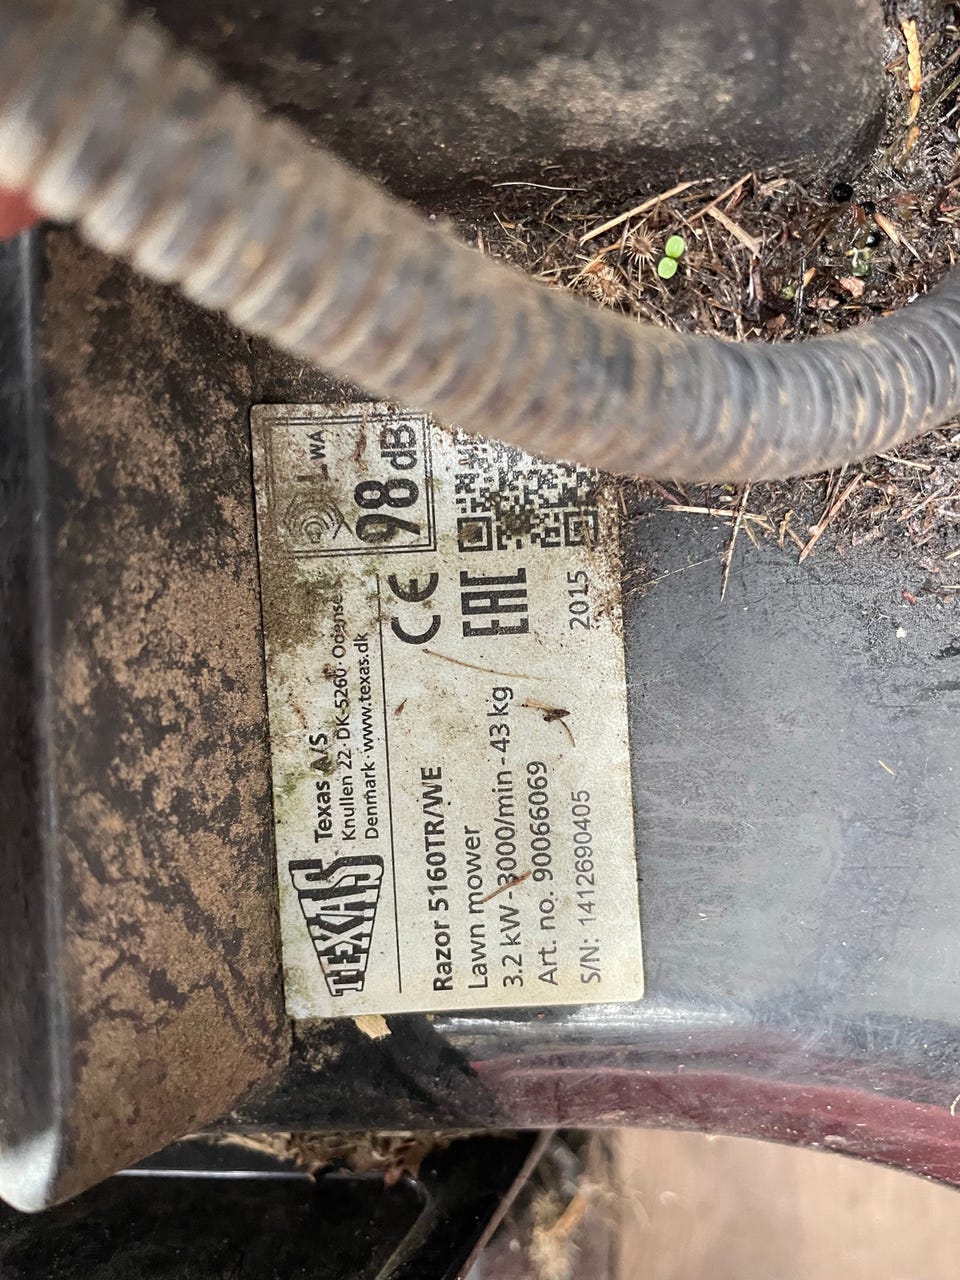 TEXAS
Texas A/S
Knullen 22 · DK-5260 · Odense
Denmark · www.texas.dk
Razor 5160TR/WE
Lawn mower
3.2 kW - 3000/min - 43 kg
Art. no. 90066069
S/N: 1412690405
CE
EAC
2015
WA
98 dB